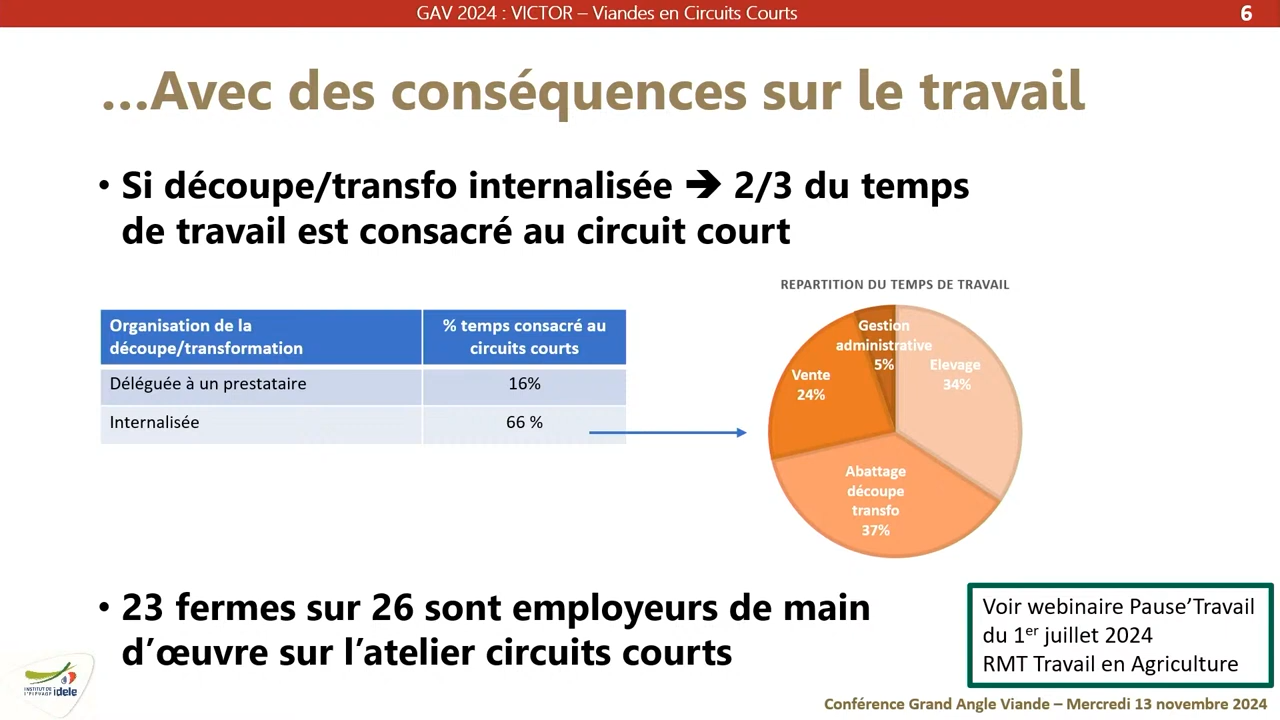 GAV 2024 : VICTOR – Viandes en Circuits Courts
6
...Avec des conséquences sur le travail
• Si découpe/transfo internalisée ➔ 2/3 du temps
de travail est consacré au circuit court
REPARTITION DU TEMPS DE TRAVAIL
Organisation de la
découpe/transformation
% temps consacré au
circuits courts
Déléguée à un prestataire
16%
Internalisée
66 %
Gestion
administrative
5%
Elevage
34%
Vente
24%
Abattage
découpe
transfo
37%
• 23 fermes sur 26 sont employeurs de main
d’œuvre sur l’atelier circuits courts
Voir webinaire Pause’Travail
du 1er juillet 2024
RMT Travail en Agriculture
INSTITUT DE
L'ELEVAGE idele
Conférence Grand Angle Viande – Mercredi 13 novembre 2024